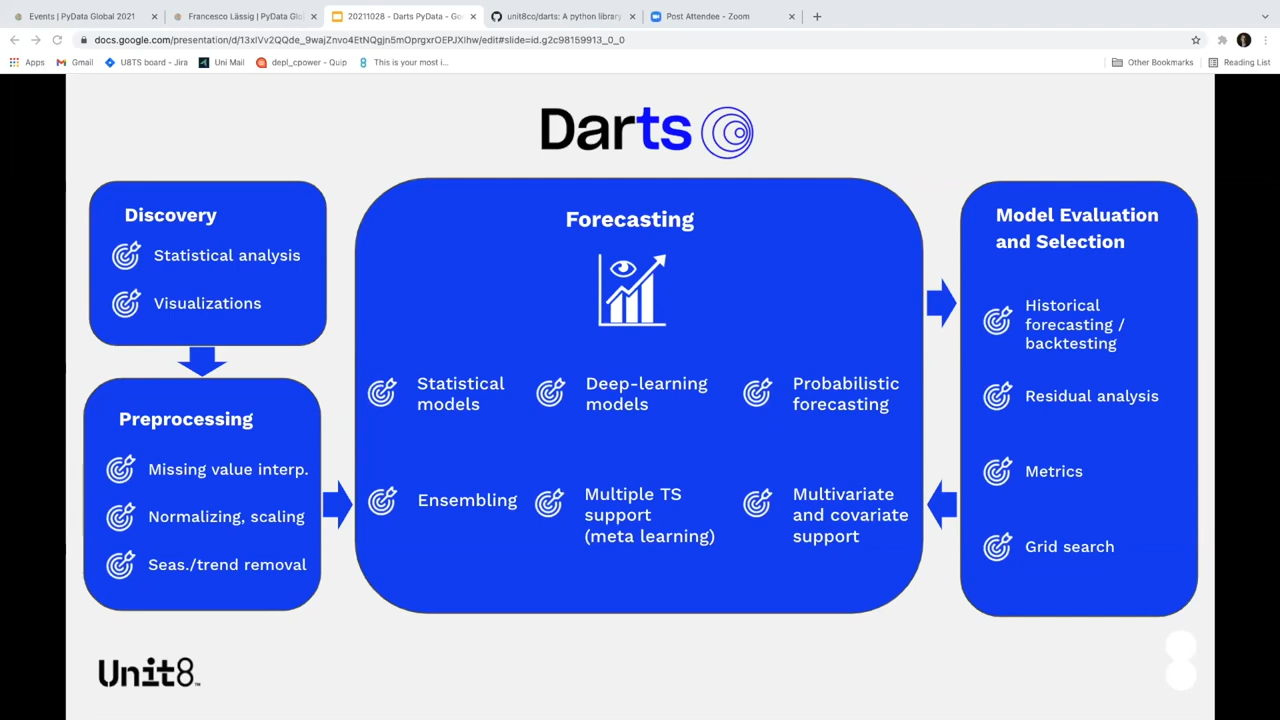 Events | PyData Global 2021
Francesco Lässig | PyData Glo
20211028 - Darts PyData - Go
unit8co/darts: A python library
Post Attendee - Zoom
docs.google.com/presentation/d/13xlVv2QQde_9wajZnvo4EtNQgjn5mOprgxrOEPJXlhw/edit#slide=id.g2c98159913_0_0
Apps
Gmail
U8TS board - Jira
Uni Mail
depl_cpower - Quip
This is your most i...
Other Bookmarks
Reading List
Darts
Discovery
Statistical analysis
Visualizations
Preprocessing
Missing value interp.
Normalizing, scaling
Seas./trend removal
Forecasting
Statistical
models
Deep-learning
models
Probabilistic
forecasting
Ensembling
Multiple TS
support
(meta learning)
Multivariate
and covariate
support
Model Evaluation
and Selection
Historical
forecasting /
backtesting
Residual analysis
Metrics
Grid search
Unit8™